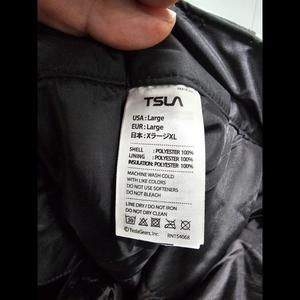 TSLA
USA: Large
EUR: Large
日本: XラージXL
SHELL : POLYESTER 100%
LINING : POLYESTER 100%
INSULATION: POLYESTER 100%
MACHINE WASH COLD
WITH LIKE COLORS
DO NOT USE SOFTENERS
DO NOT BLEACH
LINE DRY / DO NOT IRON
DO NOT DRY CLEAN
30
©TeslaGears, Inc.
RN154068